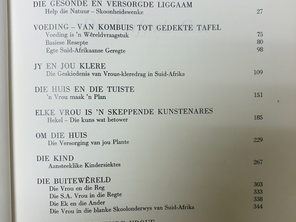 DIE GESONDE EN VERSORGDE LIGGAAM
Help die Natuur - Skoonheidswenke 27
VOEDING – VAN KOMBUIS TOT GEDEKTE TAFEL
Voeding is 'n Wêreldvraagstuk 75
Basiese Resepte 80
Egte Suid-Afrikaanse Geregte 98
JY EN JOU KLERE
Die Geskiedenis van Vroue-kleredrag in Suid-Afrika 109
DIE HUIS EN DIE TUISTE
'n Vrou maak 'n Plan 151
ELKE VROU IS 'N SKEPPENDE KUNSTENARES
Hekel – Die kuns wat betower 185
OM DIE HUIS
Die Versorging van jou Plante 229
DIE KIND
Aansteeklike Kindersiektes 267
DIE BUITEWÊRELD
Die Vrou en die Reg 303
Die S.A. Vrou in die Regte 333
Die Ek en die Ander 338
Die Vrou in die blanke Skoolonderwys van Suid-Afrika 344